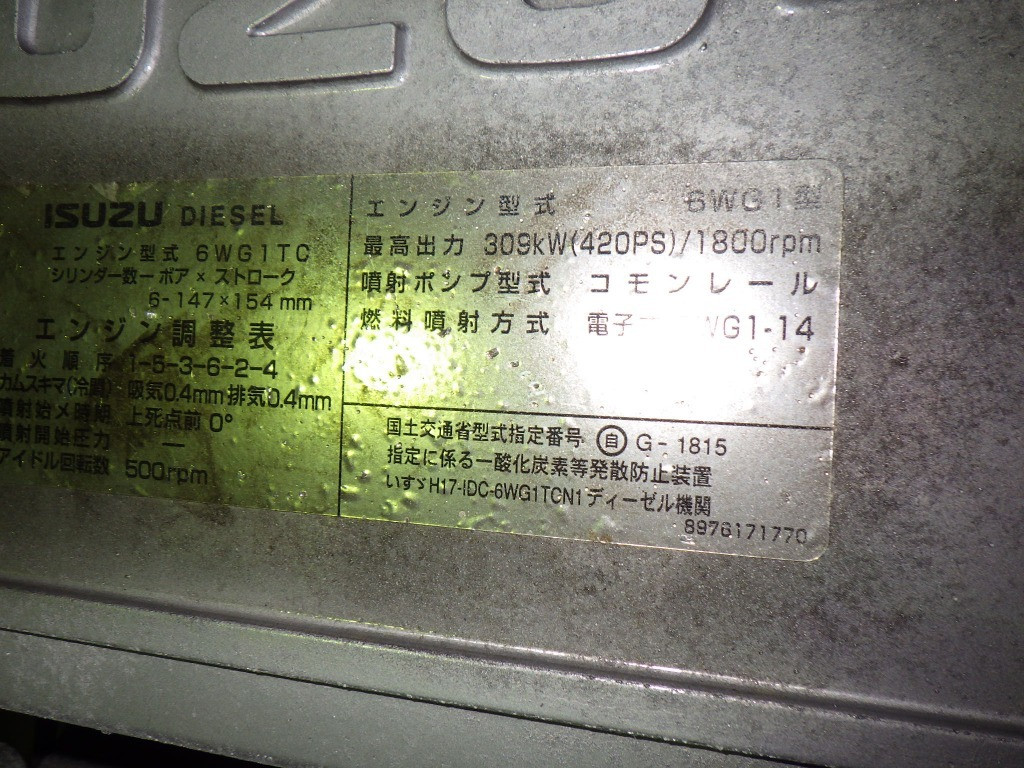 ISUZU DIESEL
エンジン型式 6WG1TC
シリンダー数ーボア×ストローク
6-147×154mm
エンジン調整表
着火順序 1-5-3-6-2-4
カムスキマ(冷間) 吸気0.4mm排気0.4mm
噴射始メ時期 上死点前 0°
噴射開始圧力 ー
アイドル回転数 500rpm
エンジン型式 6WG1型
最高出力 309kW(420PS)/1800rpm
噴射ポンプ型式 コモンレール
燃料噴射方式 電子 WG1-14
国土交通省型式指定番号 自 G-1815
指定に係る一酸化炭素等発散防止装置
いすゞH17-IDC-6WG1TCN1ディーゼル機関
8976171770